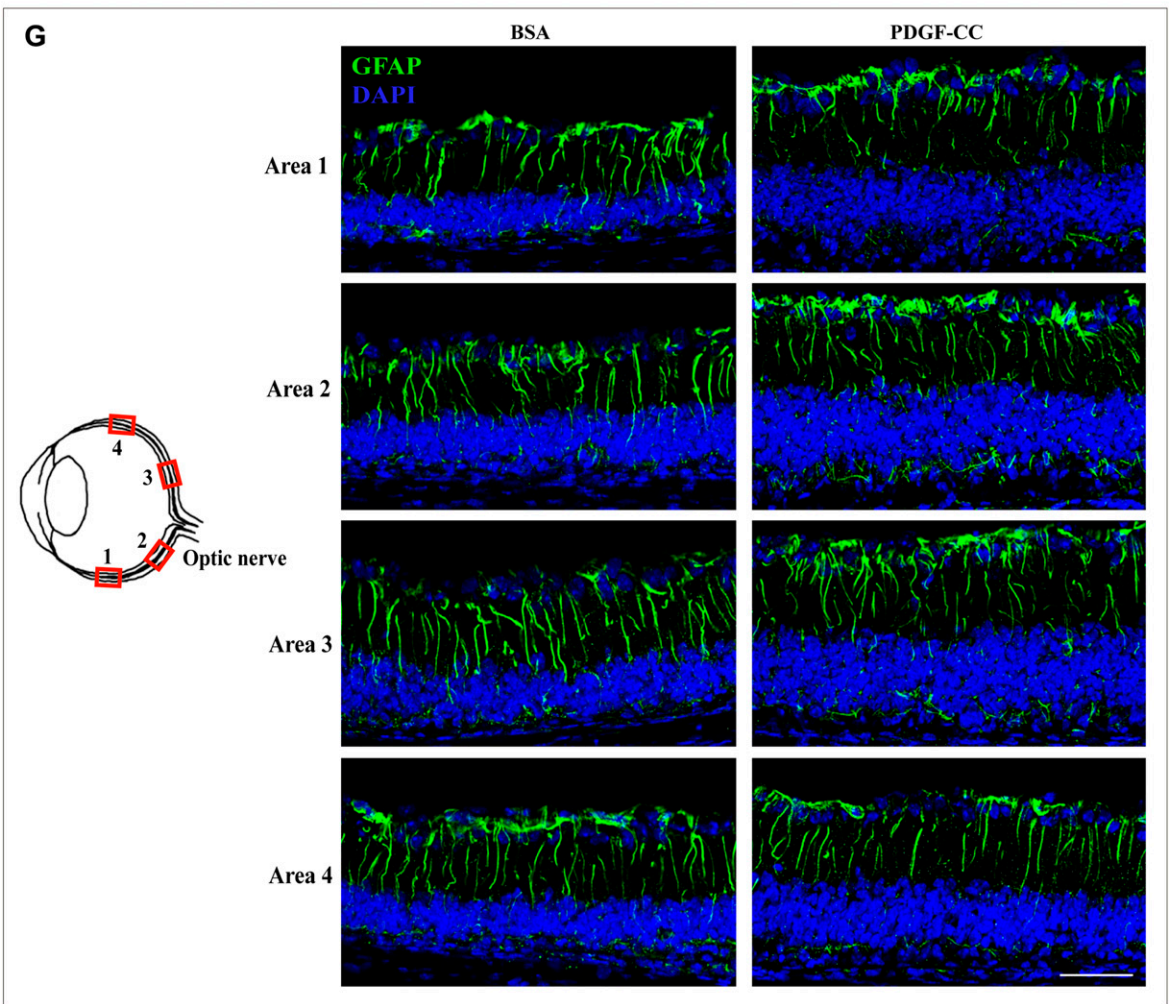 G
BSA
PDGF-CC
GFAP
DAPI
Area 1
Area 2
Area 3
Area 4
4
3
2
1
Optic nerve